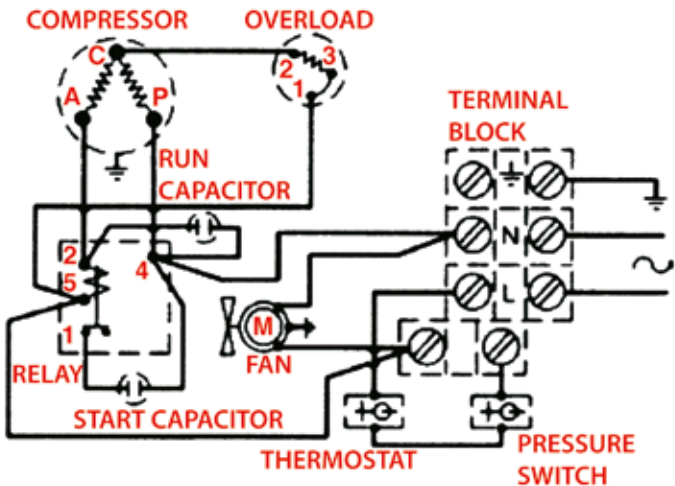 COMPRESSOR
OVERLOAD
C
3
2
A
P
1
TERMINAL
BLOCK
RUN
CAPACITOR
N
2
4
5
L
1
M
RELAY
FAN
START CAPACITOR
THERMOSTAT
PRESSURE
SWITCH